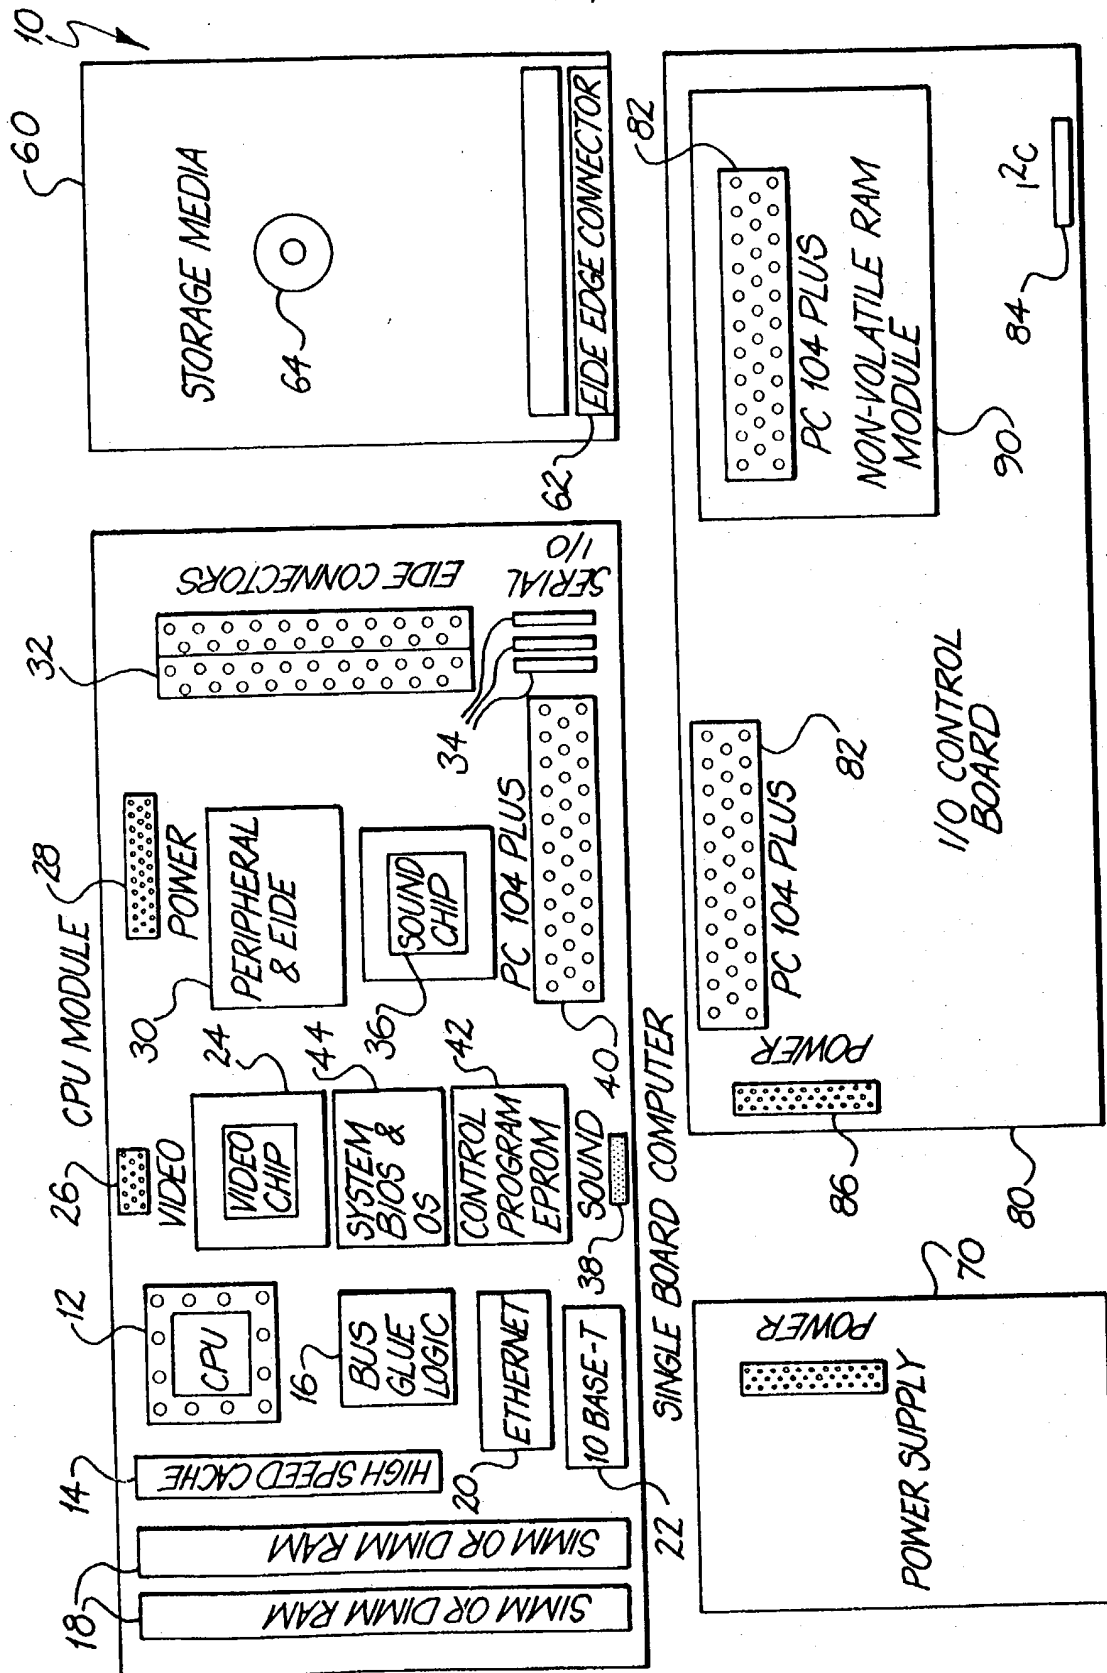 10
CPU MODULE
SIMM OR DIMM RAM
SIMM OR DIMM RAM
18
HIGH SPEED CACHE
14
CPU
12
BUS
GLUE
LOGIC
16
ETHERNET
20
10 BASE-T
22
VIDEO
26
VIDEO
CHIP
24
SYSTEM
BIOS &
OS
44
CONTROL
PROGRAM
EPROM
42
SOUND
38
POWER
28
PERIPHERAL
& EIDE
30
SOUND
CHIP
36
PC 104 PLUS
40
EIDE CONNECTORS
32
SERIAL
I/O
34
SINGLE BOARD COMPUTER
STORAGE MEDIA
60
64
EIDE EDGE CONNECTOR
62
POWER
POWER SUPPLY
70
POWER
86
80
PC 104 PLUS
82
I/O CONTROL
BOARD
82
PC 104 PLUS
NON-VOLATILE RAM
MODULE
90
I2C
84